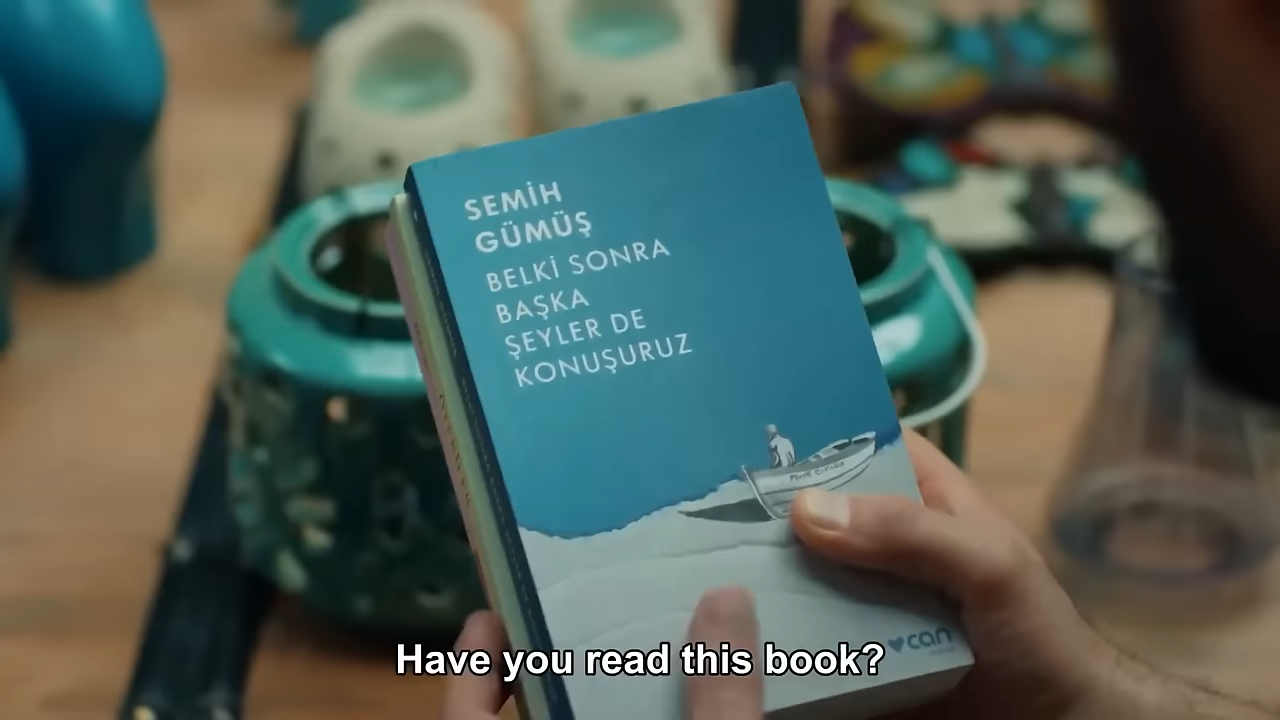 SEMİH
GÜMÜŞ
BELKİ SONRA
BAŞKA
ŞEYLER DE
KONUŞURUZ
can
Have you read this book?